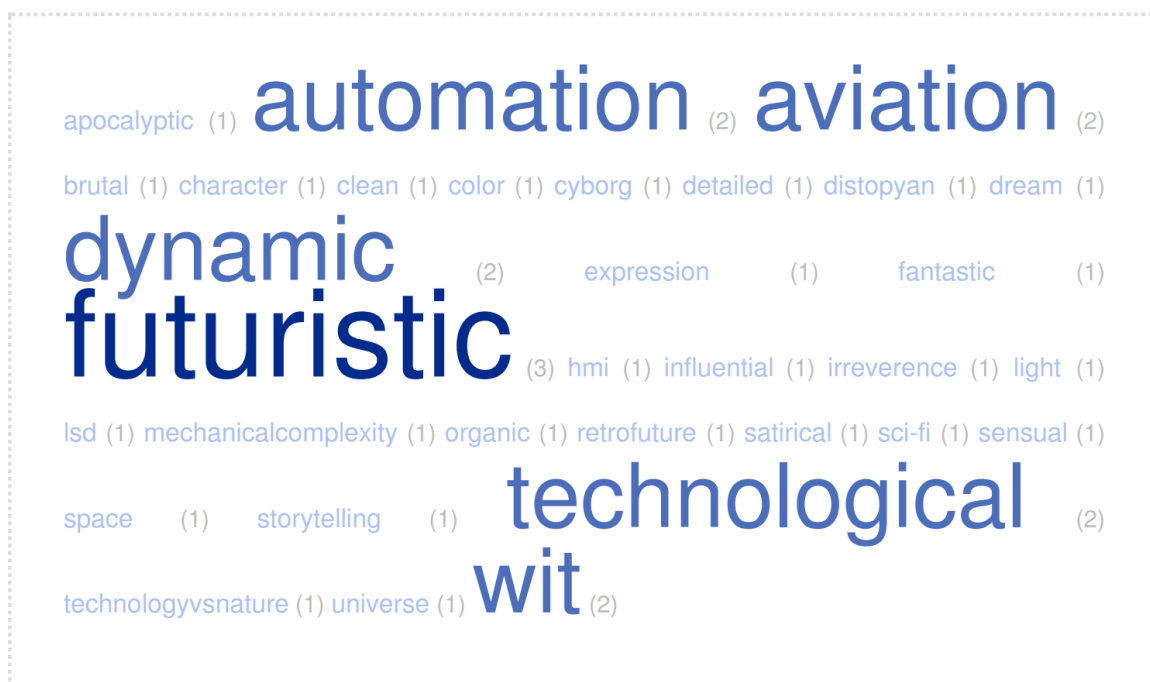 apocalyptic (1) automation (2) aviation (2)
brutal (1) character (1) clean (1) color (1) cyborg (1) detailed (1) distopyan (1) dream (1)
dynamic (2) expression (1) fantastic (1)
futuristic (3) hmi (1) influential (1) irreverence (1) light (1)
lsd (1) mechanicalcomplexity (1) organic (1) retrofuture (1) satirical (1) sci-fi (1) sensual (1)
space (1) storytelling (1) technological (2)
technologyvsnature (1) universe (1) wit (2)